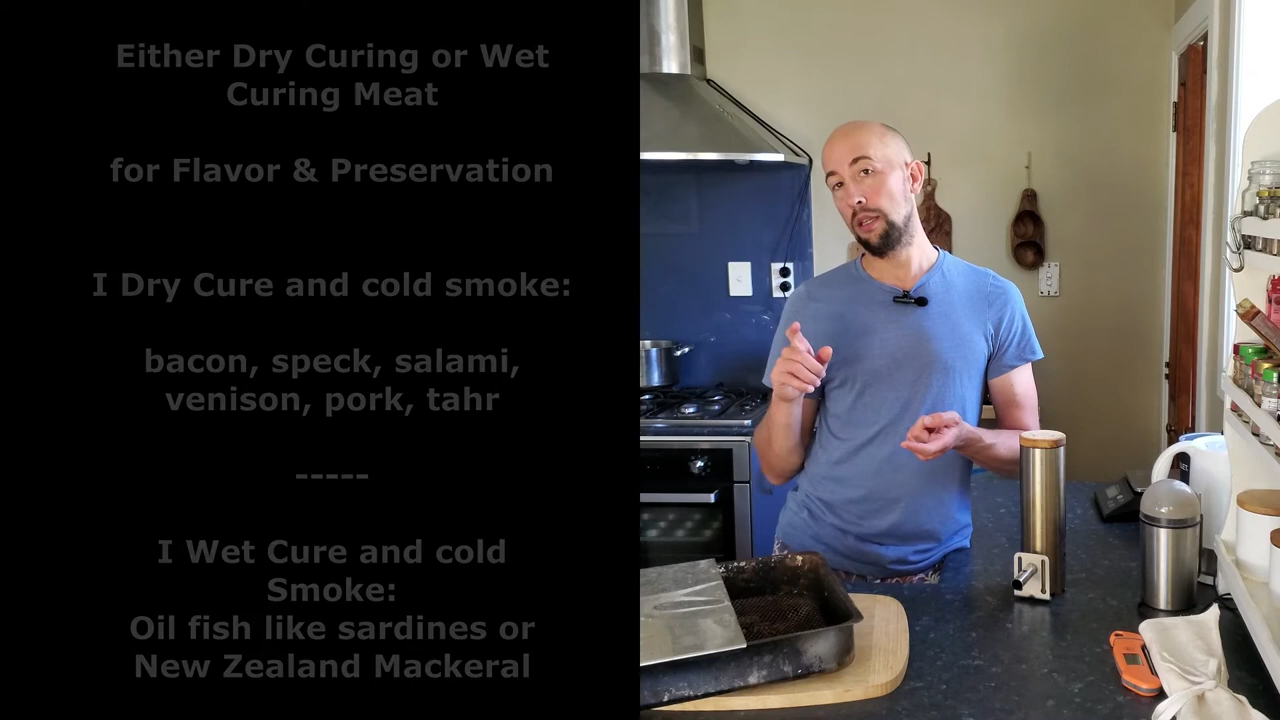 Either Dry Curing or Wet
Curing Meat
for Flavor & Preservation
I Dry Cure and cold smoke:
bacon, speck, salami,
venison, pork, tahr
-----
I Wet Cure and cold
Smoke:
Oil fish like sardines or
New Zealand Mackeral